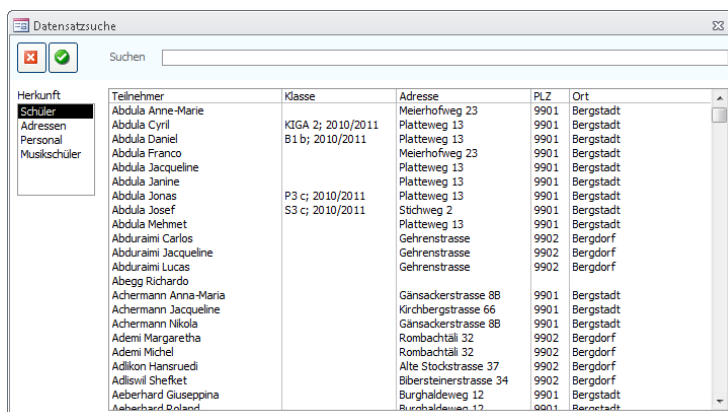 Datensatzsuche
Suchen
Herkunft
Schüler
Adressen
Personal
Musikschüler
Teilnehmer Klasse Adresse PLZ Ort
Abdula Anne-Marie Meierhofweg 23 9901 Bergstadt
Abdula Cyril KIGA 2; 2010/2011 Platteweg 13 9901 Bergstadt
Abdula Daniel B1 b; 2010/2011 Platteweg 13 9901 Bergstadt
Abdula Franco Meierhofweg 23 9901 Bergstadt
Abdula Jacqueline Platteweg 13 9901 Bergstadt
Abdula Janine Platteweg 13 9901 Bergstadt
Abdula Jonas P3 c; 2010/2011 Platteweg 13 9901 Bergstadt
Abdula Josef S3 c; 2010/2011 Stichweg 2 9901 Bergstadt
Abdula Mehmet Platteweg 13 9901 Bergstadt
Abduraimi Carlos Gehrenstrasse 9902 Bergdorf
Abduraimi Jacqueline Gehrenstrasse 9902 Bergdorf
Abduraimi Lucas Gehrenstrasse 9902 Bergdorf
Abegg Richardo
Achermann Anna-Maria Gänsackerstrasse 8B 9901 Bergstadt
Achermann Jacqueline Kirchbergstrasse 66 9901 Bergstadt
Achermann Nikola Gänsackerstrasse 8B 9901 Bergstadt
Ademi Margaretha Rombachtäli 32 9902 Bergdorf
Ademi Michel Rombachtäli 32 9902 Bergdorf
Adlikon Hansruedi Alte Stockstrasse 37 9902 Bergdorf
Adliswil Shefket Bibersteinerstrasse 34 9902 Bergdorf
Aeberhard Giuseppina Burghaldeweg 12 9901 Bergstadt
Aeberhard Roland Burghaldeweg 12 9901 Bergstadt